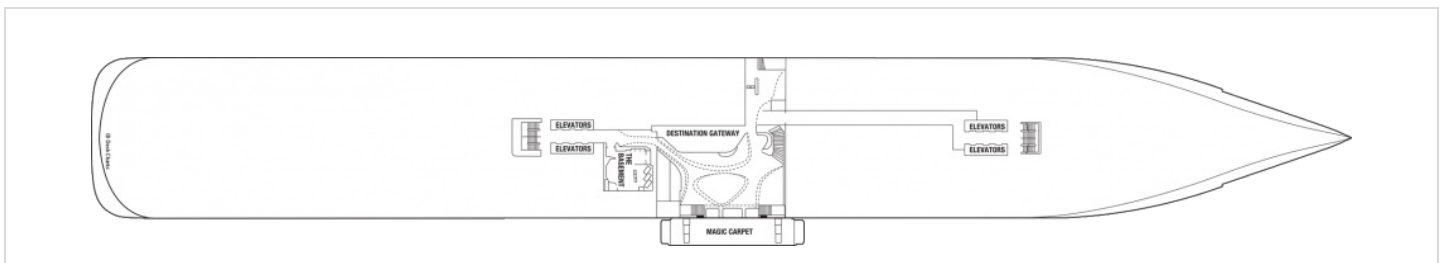 ELEVATORS
ELEVATORS
THE
BASEMENT
DESTINATION GATEWAY
MAGIC CARPET
ELEVATORS
ELEVATORS